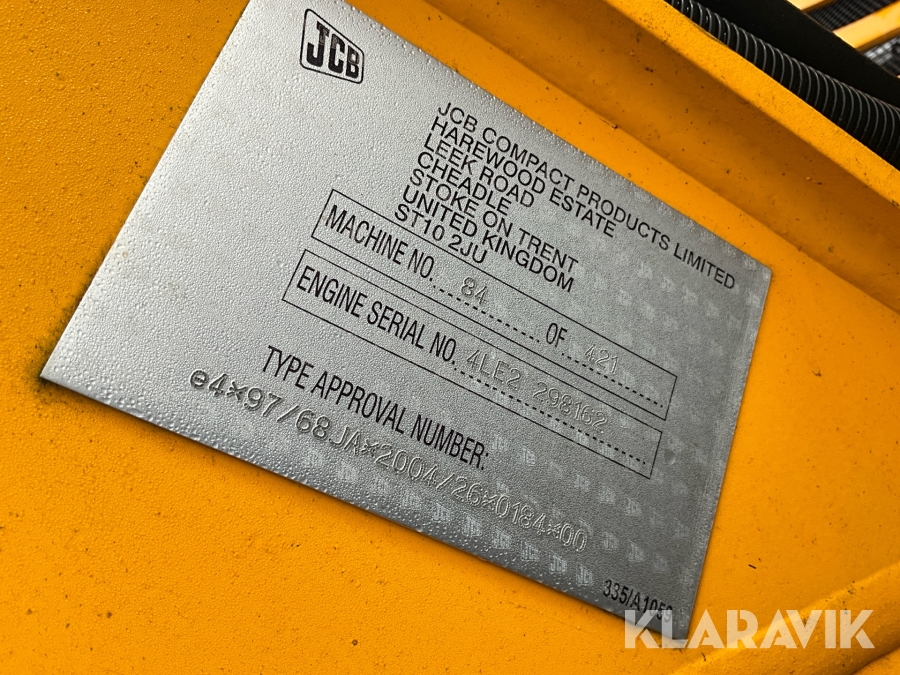 JCB
JCB COMPACT PRODUCTS LIMITED
HAREWOOD ESTATE
LEEK ROAD
CHEADLE
STOKE ON TRENT
UNITED KINGDOM
ST10 2JU
MACHINE NO. 84 OF 421
ENGINE SERIAL NO. 4LE2 298162
TYPE APPROVAL NUMBER:
e4*97/68JA*2004/26*0184*00
335/A1059
KLARAVIK